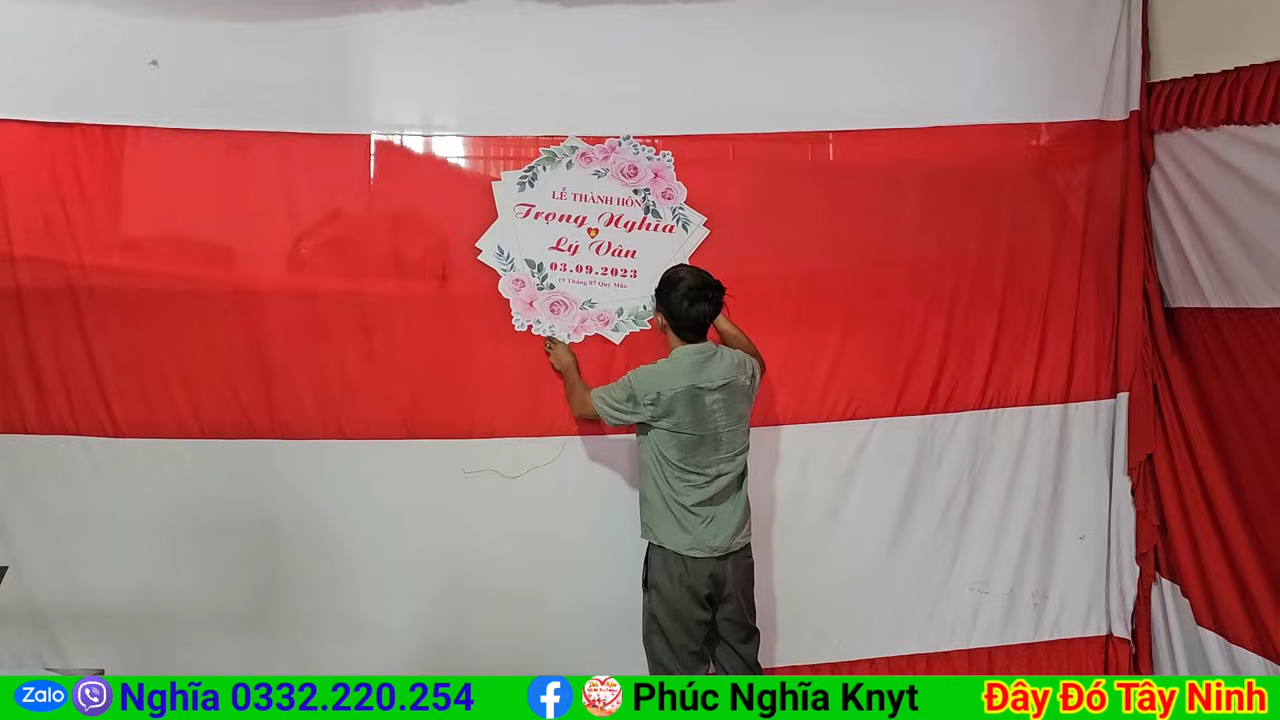 LỄ THÀNH HÔN
Trọng Nghĩa
Lý Vân
03.09.2023
19 Tháng 07 Quý Mão
Zalo Nghĩa 0332.220.254 Phúc Nghĩa Knyt Đây Đó Tây Ninh